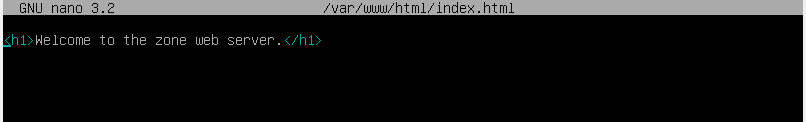 GNU nano 3.2 /var/www/html/index.html
<h1>Welcome to the zone web server.</h1>